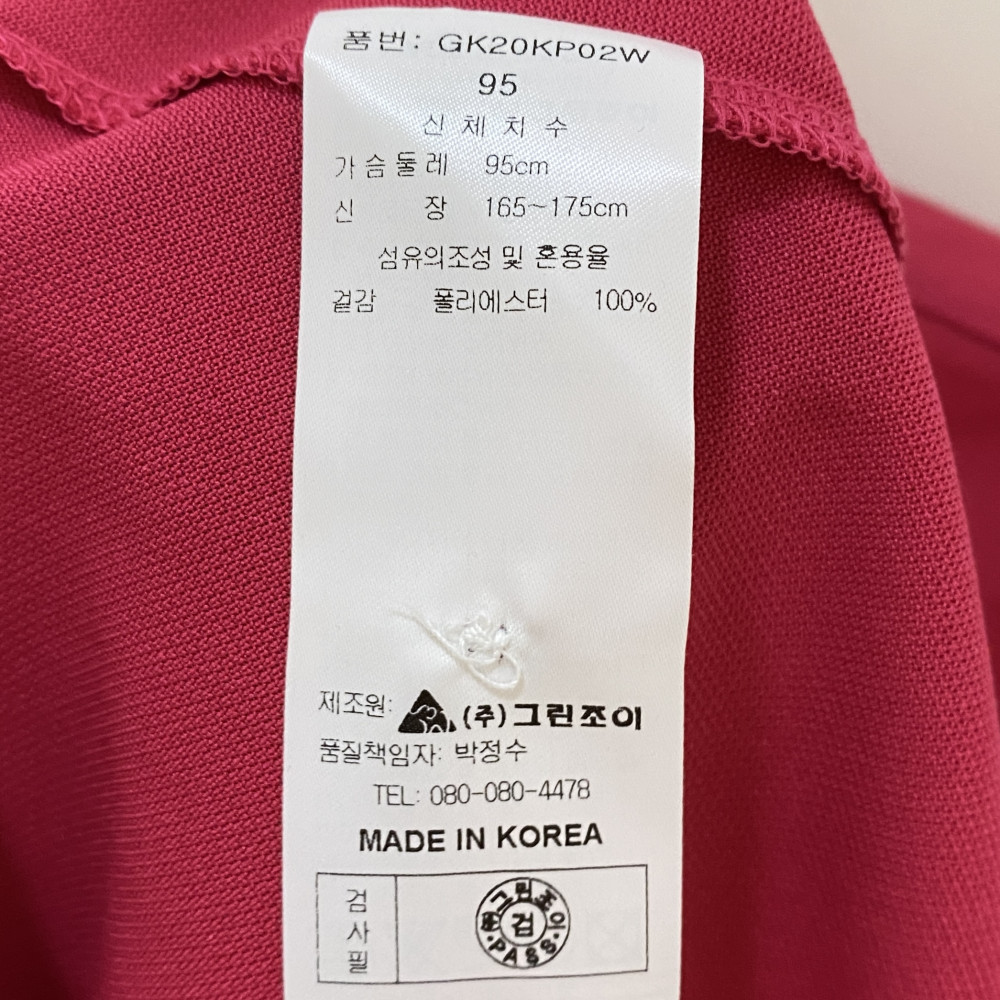 품번: GK20KP02W
95
신 체 치 수
가슴둘레 95cm
신 장 165~175cm
섬유의조성 및 혼용율
겉감 폴리에스터 100%
제조원: (주)그린조이
품질책임자: 박정수
TEL: 080-080-4478
MADE IN KOREA
검사필
그린조이
검
PASS